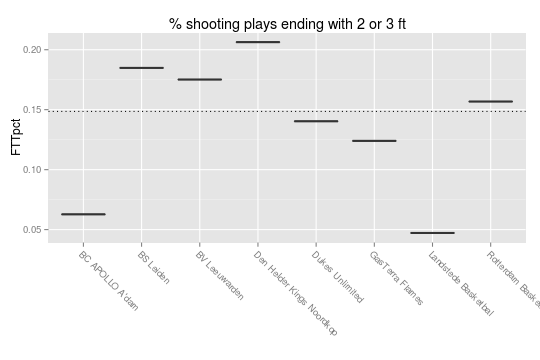 % shooting plays ending with 2 or 3 ft
FTTpct
0.20
0.15
0.10
0.05
BC APOLLO A'dam
BS Leiden
BV Leeuwarden
Den Helder Kings Noordkop
Dukes Unlimited
GasTerra Flames
Landstede Basketbal
Rotterdam Baske